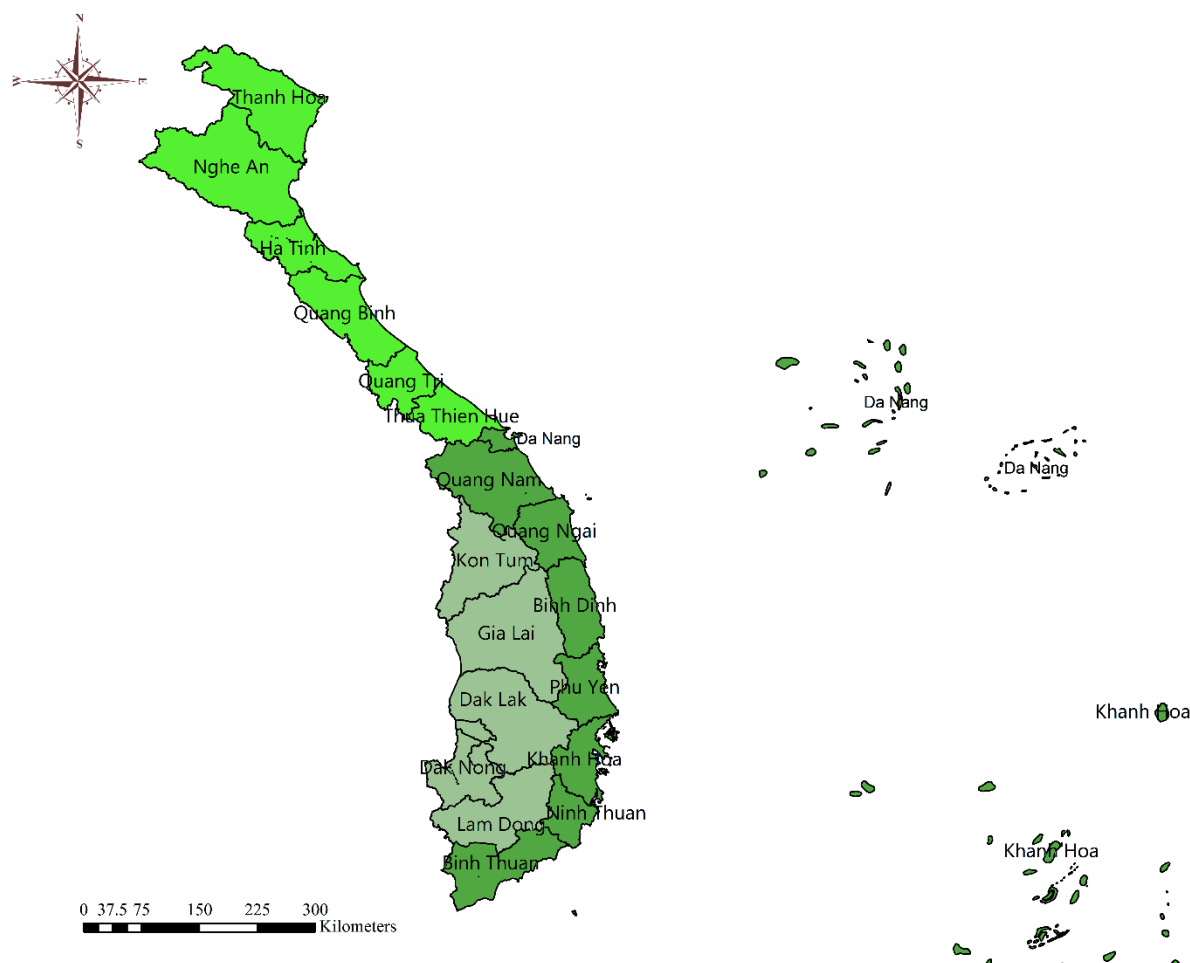 N
W
E
S
Thanh Hoa
Nghe An
Ha Tinh
Quang Binh
Quang Tri
Thua Thien Hue
Da Nang
Da Nang
Da Nang
Quang Nam
Quang Ngai
Kon Tum
Binh Dinh
Gia Lai
Phu Yen
Dak Lak
Khanh Hoa
Khanh Hoa
Dak Nong
Ninh Thuan
Lam Dong
Khanh Hoa
Binh Thuan
0 37.5 75 150 225 300
Kilometers